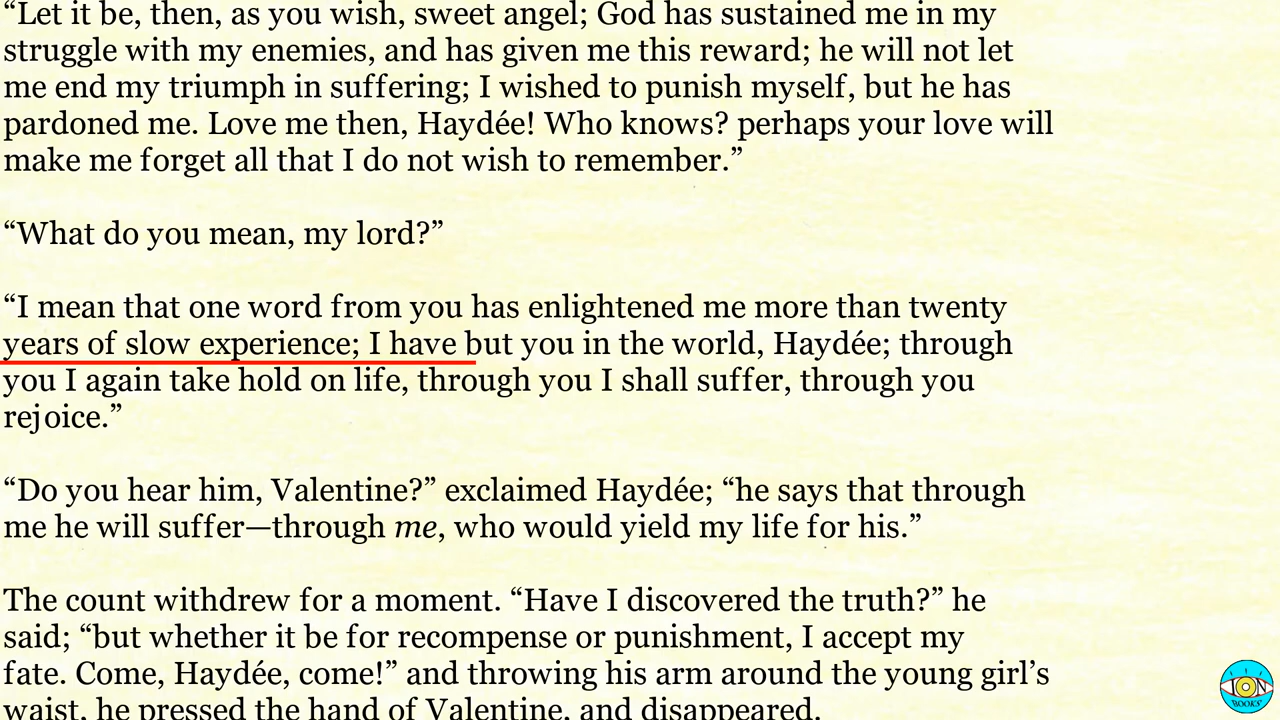 “Let it be, then, as you wish, sweet angel; God has sustained me in my
struggle with my enemies, and has given me this reward; he will not let
me end my triumph in suffering; I wished to punish myself, but he has
pardoned me. Love me then, Haydée! Who knows? perhaps your love will
make me forget all that I do not wish to remember.”
“What do you mean, my lord?”
“I mean that one word from you has enlightened me more than twenty
years of slow experience; I have but you in the world, Haydée; through
you I again take hold on life, through you I shall suffer, through you
rejoice.”
“Do you hear him, Valentine?” exclaimed Haydée; “he says that through
me he will suffer—through me, who would yield my life for his.”
The count withdrew for a moment. “Have I discovered the truth?” he
said; “but whether it be for recompense or punishment, I accept my
fate. Come, Haydée, come!” and throwing his arm around the young girl’s
waist, he pressed the hand of Valentine, and disappeared.
ION
BOOKS